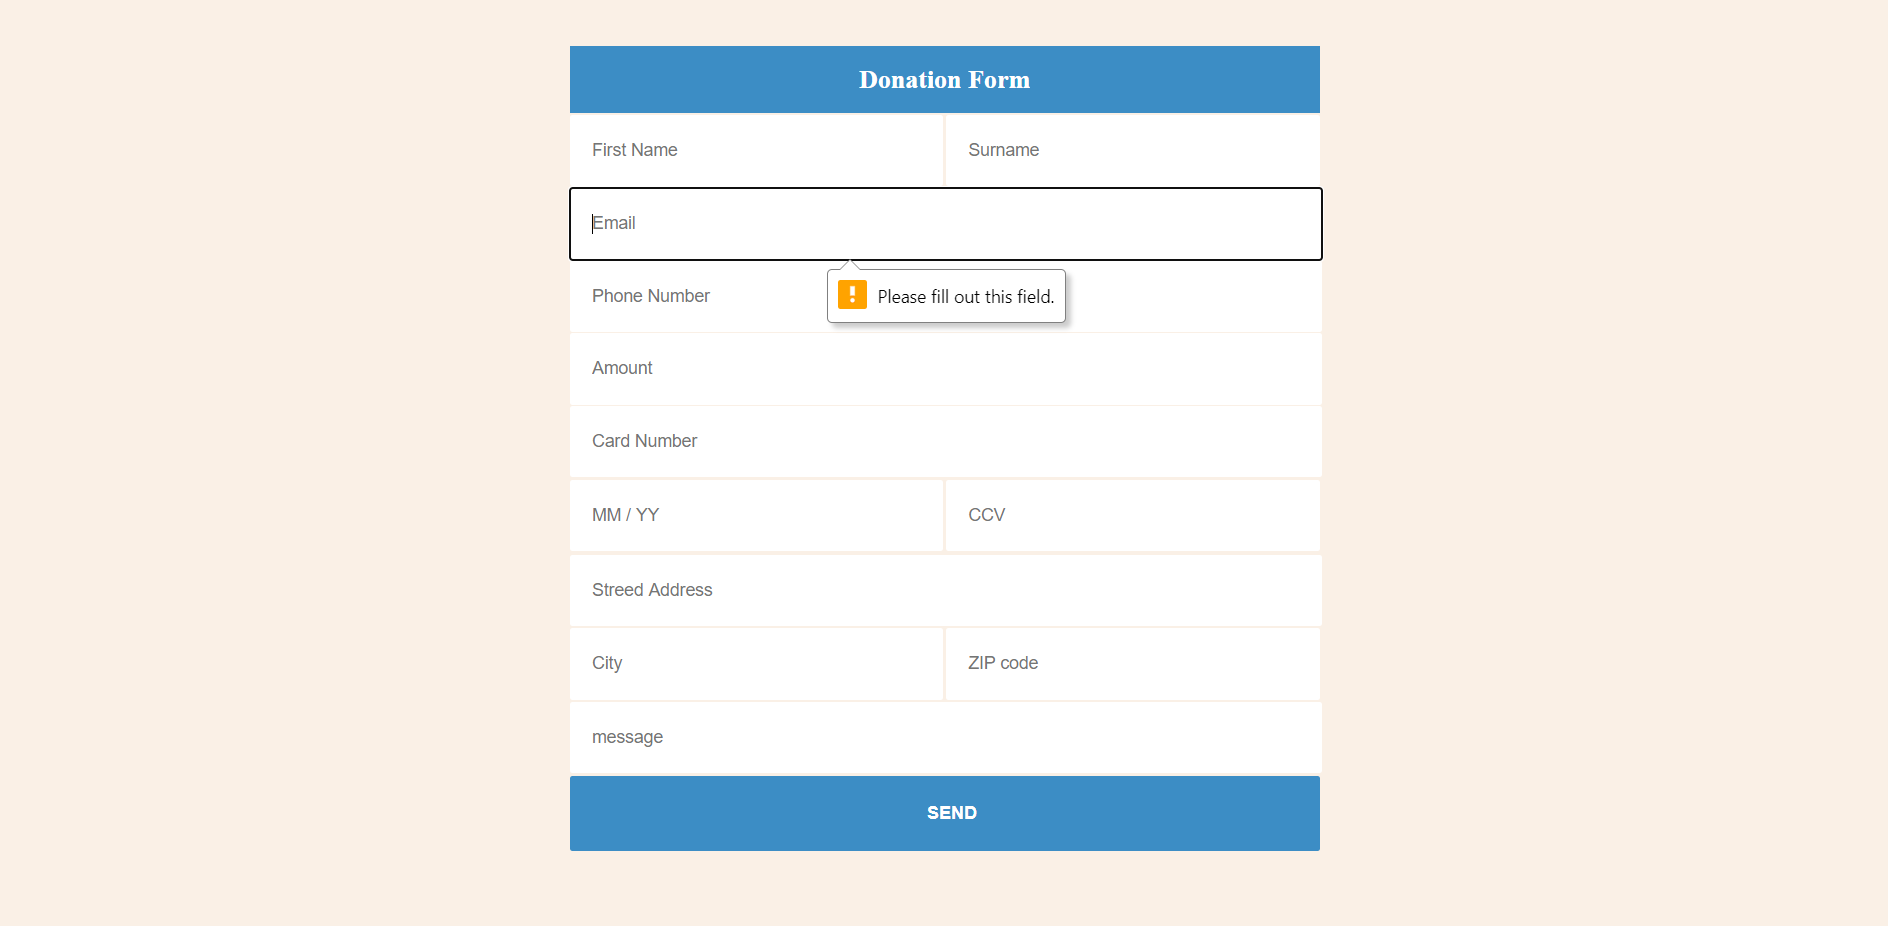 Donation Form
First Name Surname
Email
Please fill out this field.
Phone Number
Amount
Card Number
MM / YY CCV
Streed Address
City ZIP code
message
SEND